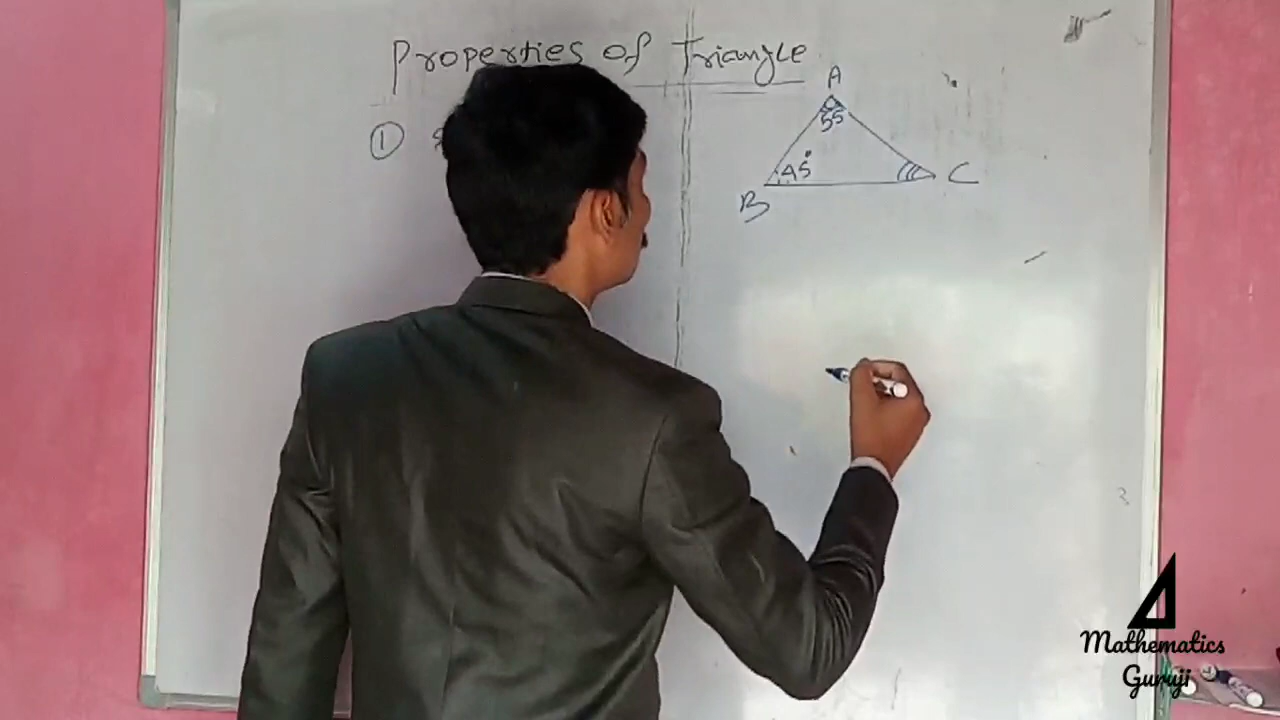 Properties of Triangle
①
A
55
45°
B
C
Mathematics
Guruji